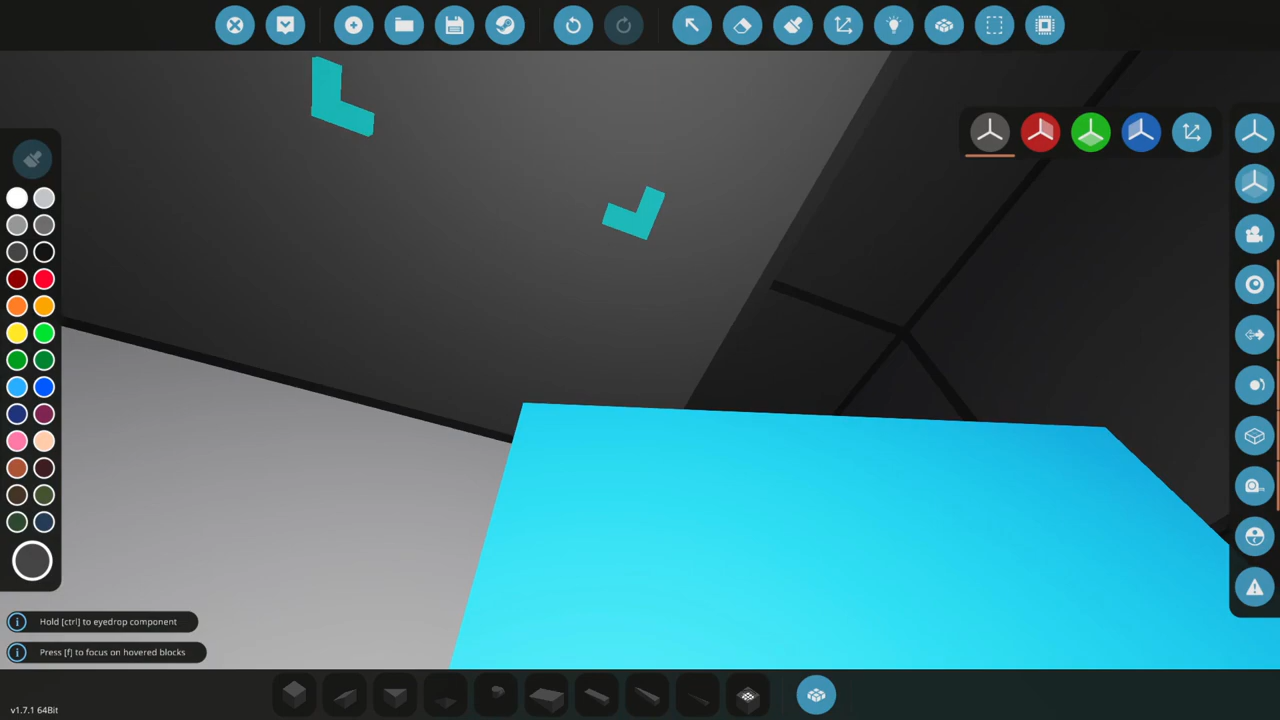 Hold [ctrl] to eyedrop component
Press [f] to focus on hovered blocks
v1.7.1 64Bit